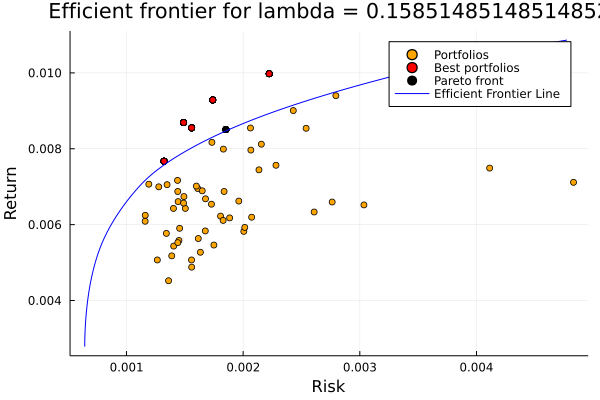 Efficient frontier for lambda = 0.1585148514851485
Portfolios
Best portfolios
Pareto front
Efficient Frontier Line
0.010
0.008
0.006
0.004
Return
0.001
0.002
0.003
0.004
Risk